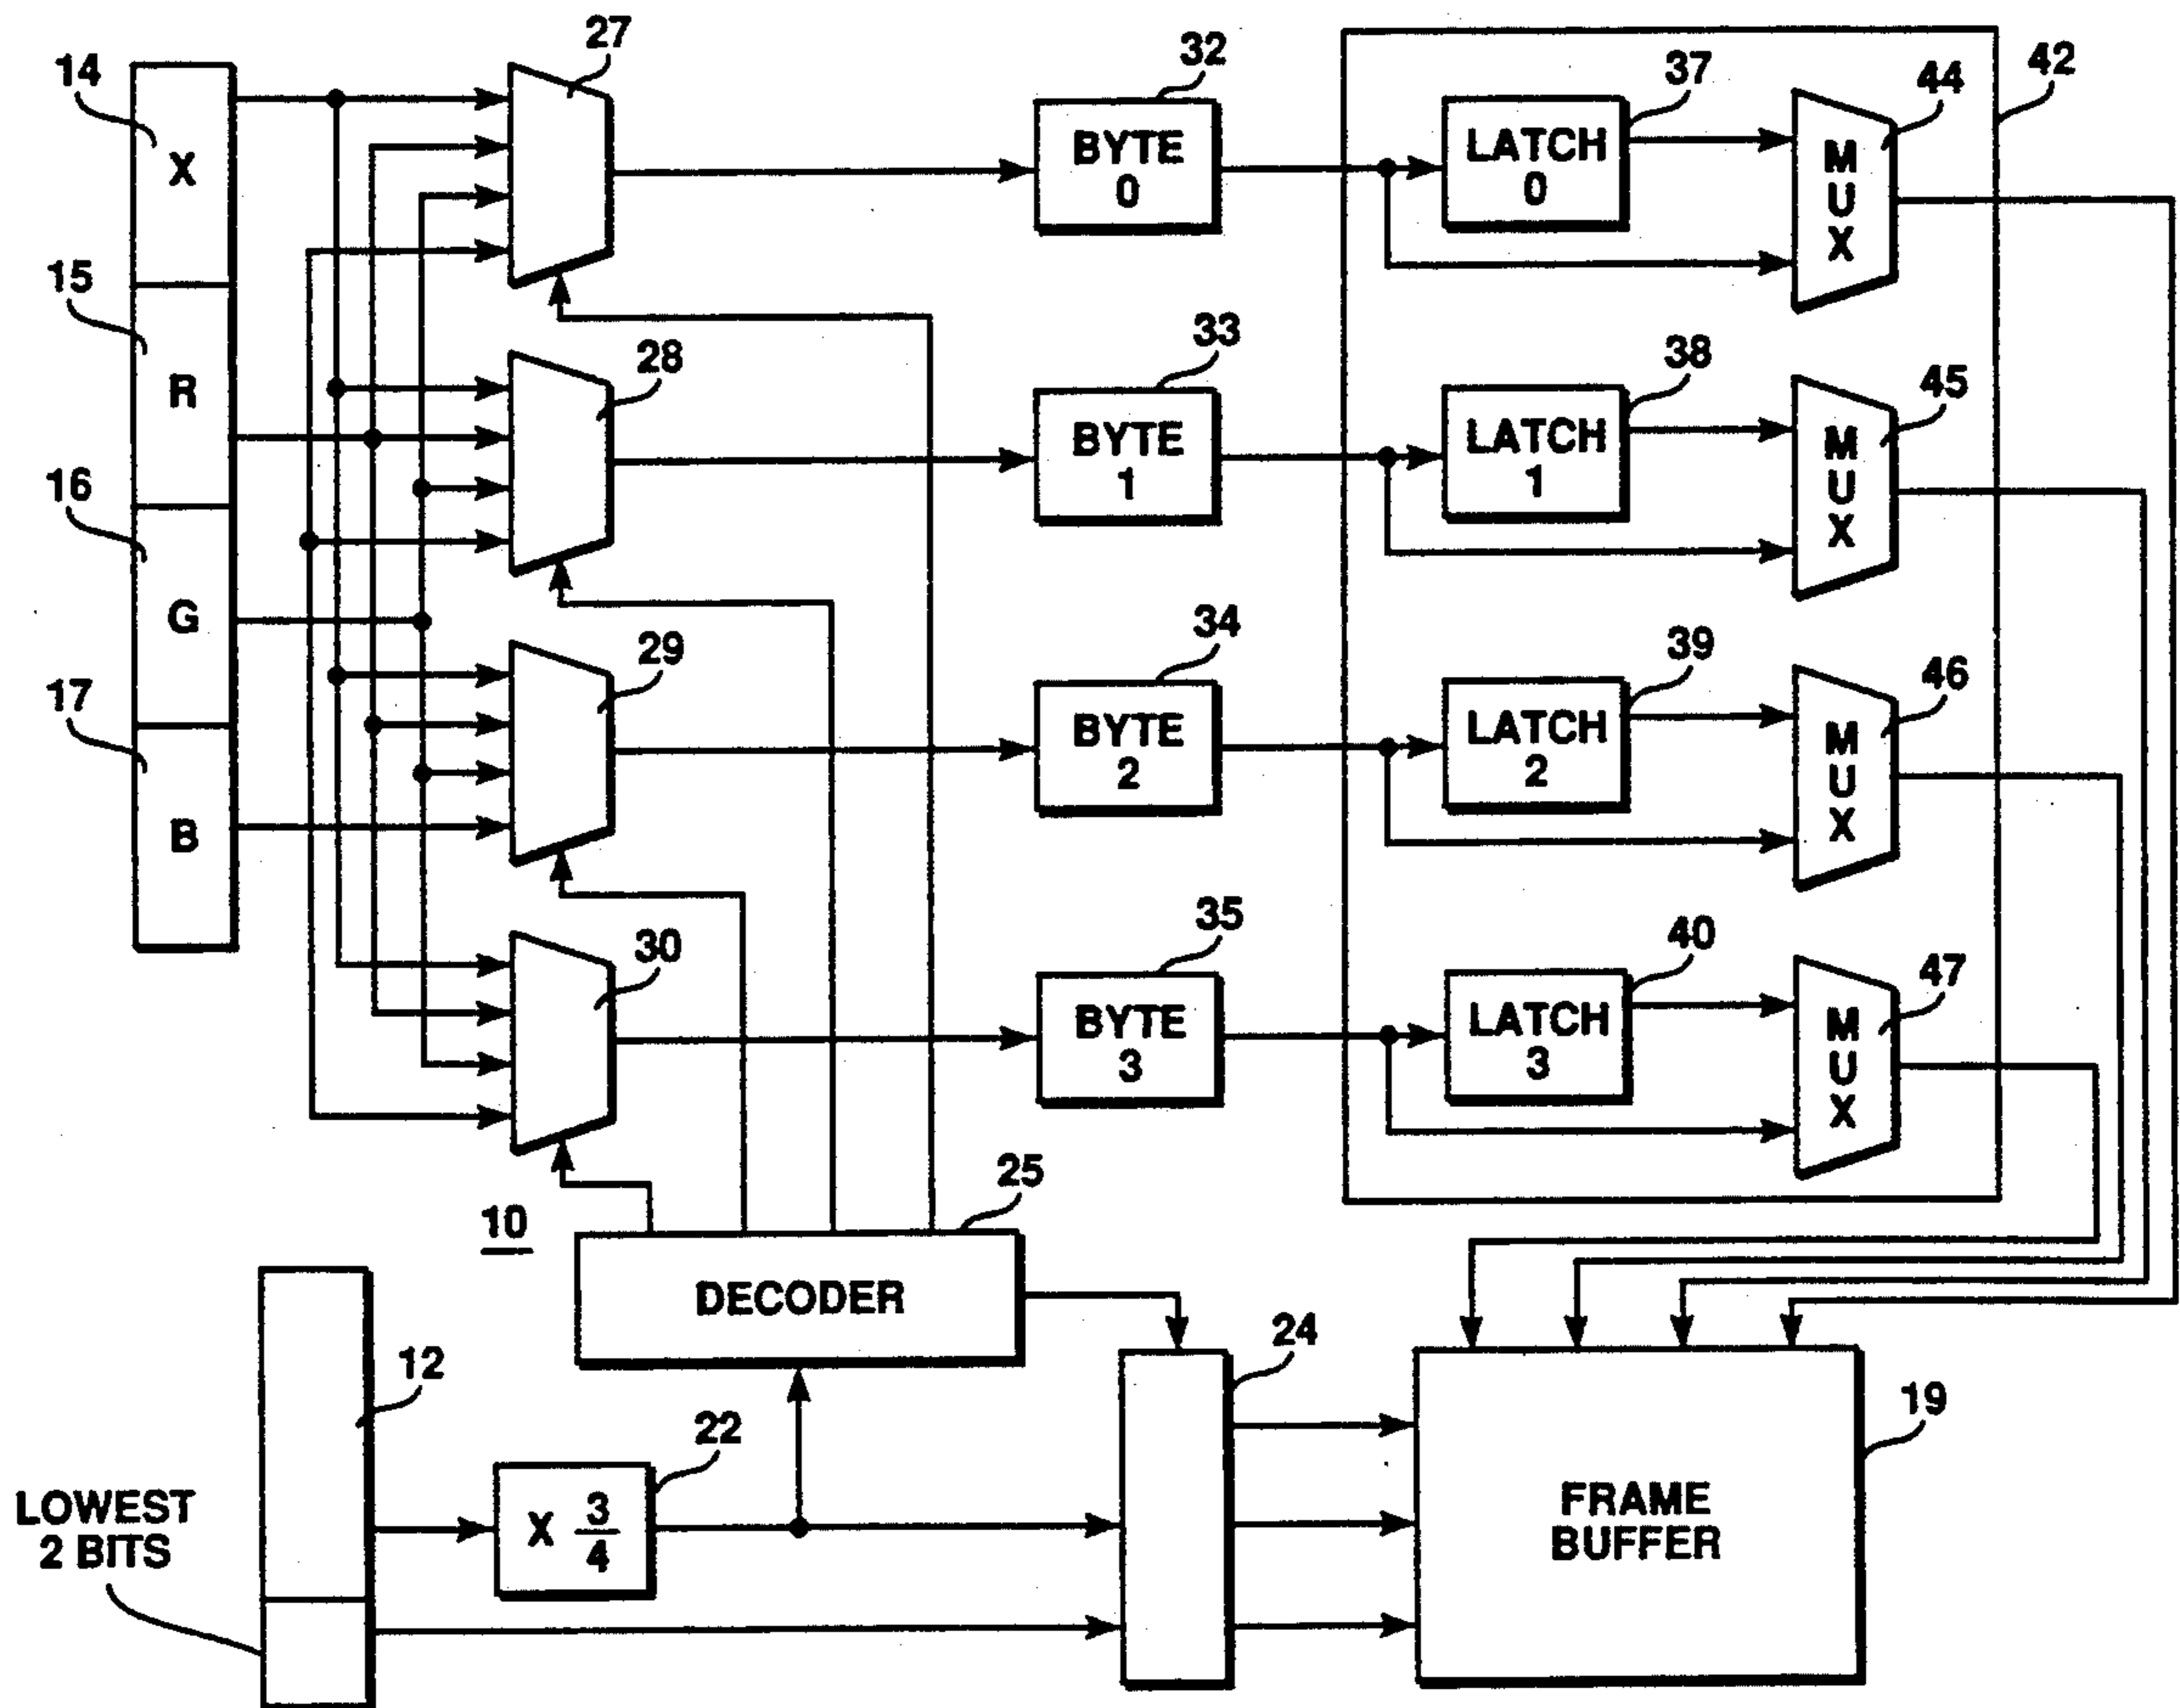 27
32
42
14
37
44
X
BYTE
0
LATCH
0
MUX
15
33
28
38
45
R
BYTE
1
LATCH
1
MUX
16
34
29
39
46
G
BYTE
2
LATCH
2
MUX
17
B
35
30
40
47
BYTE
3
LATCH
3
MUX
25
10
DECODER
24
12
22
19
LOWEST
2 BITS
X 3/4
FRAME
BUFFER